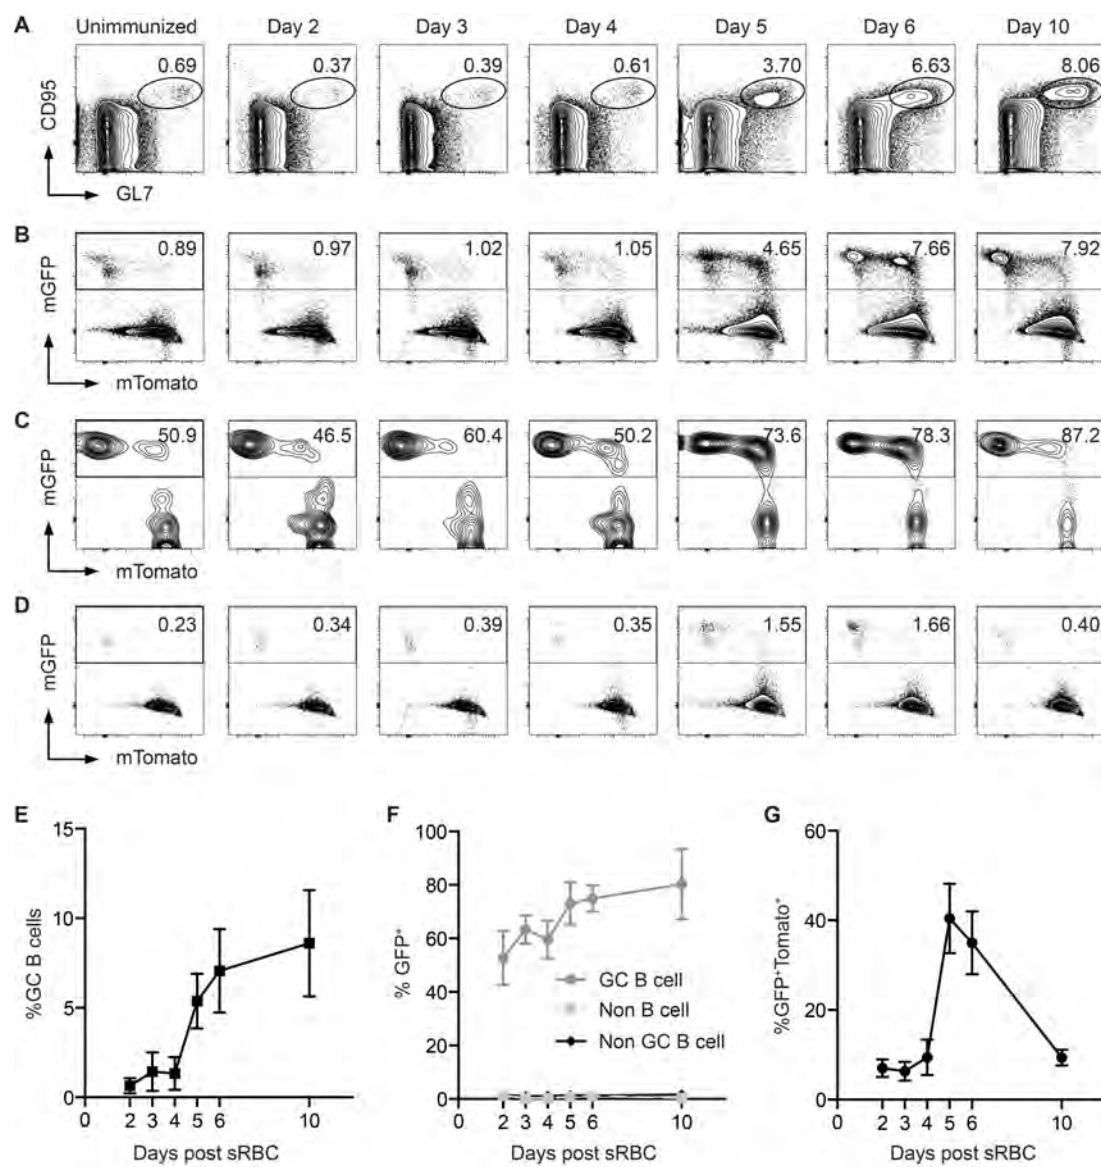 A
Unimmunized Day 2 Day 3 Day 4 Day 5 Day 6 Day 10
0.69 0.37 0.39 0.61 3.70 6.63 8.06
CD95
GL7
B
0.89 0.97 1.02 1.05 4.65 7.66 7.92
mGFP
mTomato
C
50.9 46.5 60.4 50.2 73.6 78.3 87.2
mGFP
mTomato
D
0.23 0.34 0.39 0.35 1.55 1.66 0.40
mGFP
mTomato
E
%GC B cells
15
10
5
0
0 2 3 4 5 6 10
Days post sRBC
F
% GFP+
100
80
60
40
20
0
GC B cell
Non B cell
Non GC B cell
0 2 3 4 5 6 10
Days post sRBC
G
%GFP+Tomato+
60
40
20
0
0 2 3 4 5 6 10
Days post sRBC